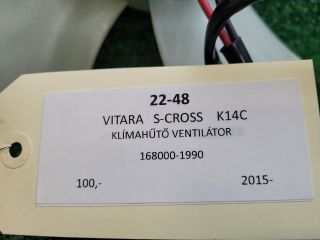 22-48
VITARA S-CROSS K14C
KLÍMAHŰTŐ VENTILÁTOR
168000-1990
100,- 2015-